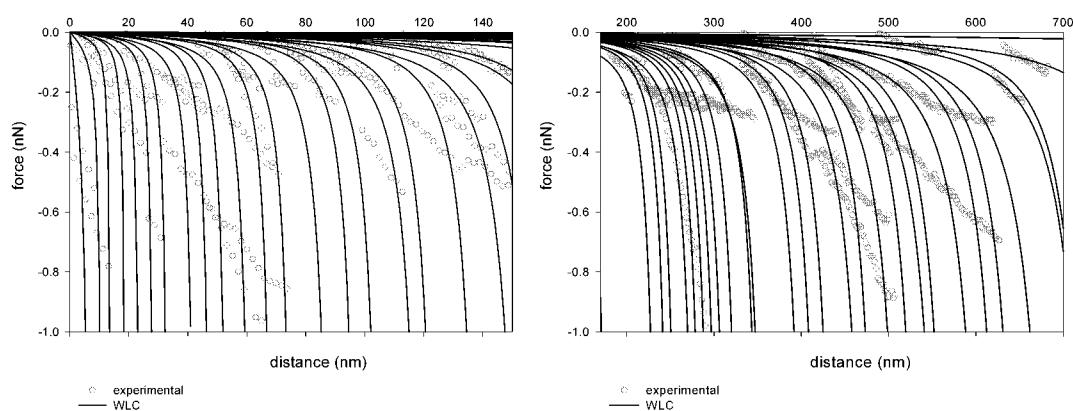 0 20 40 60 80 100 120 140
0.0
-0.2
-0.4
-0.6
-0.8
-1.0
force (nN)
distance (nm)
experimental
WLC
200 300 400 500 600 700
0.0
-0.2
-0.4
-0.6
-0.8
-1.0
force (nN)
distance (nm)
experimental
WLC